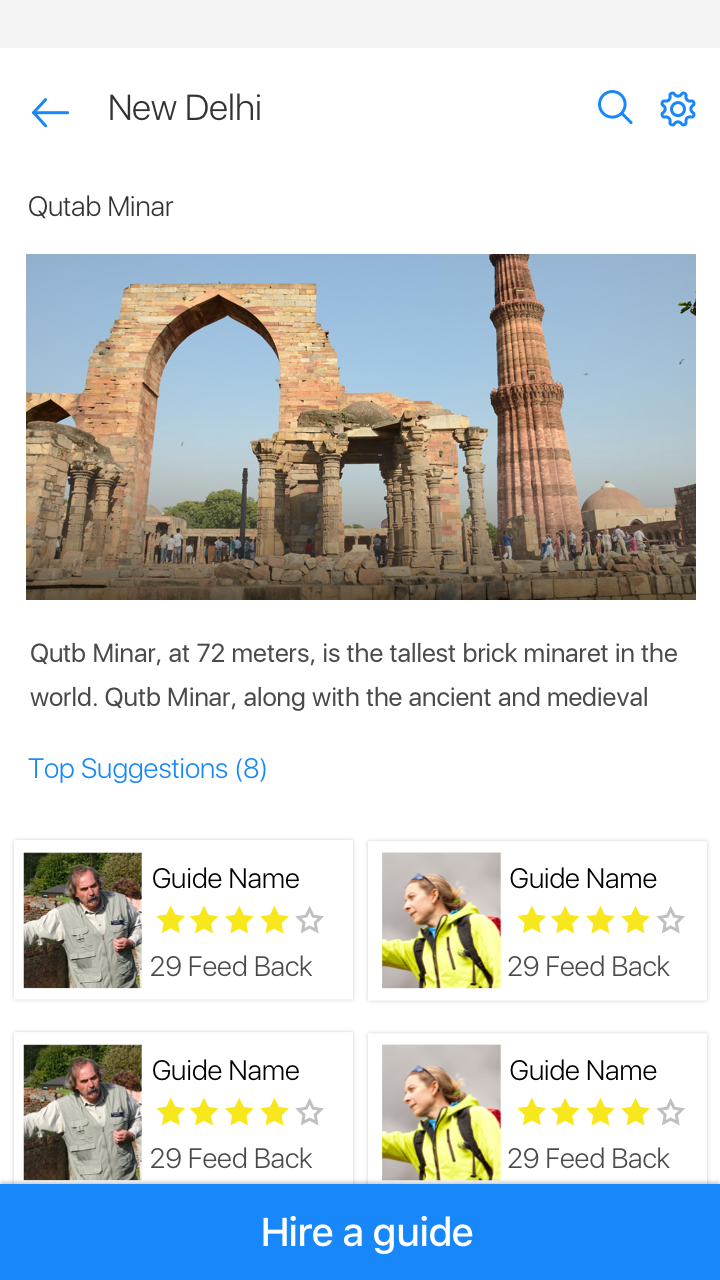 New Delhi
Qutab Minar
Qutb Minar, at 72 meters, is the tallest brick minaret in the
world. Qutb Minar, along with the ancient and medieval
Top Suggestions (8)
Guide Name
29 Feed Back
Guide Name
29 Feed Back
Guide Name
29 Feed Back
Guide Name
29 Feed Back
Hire a guide